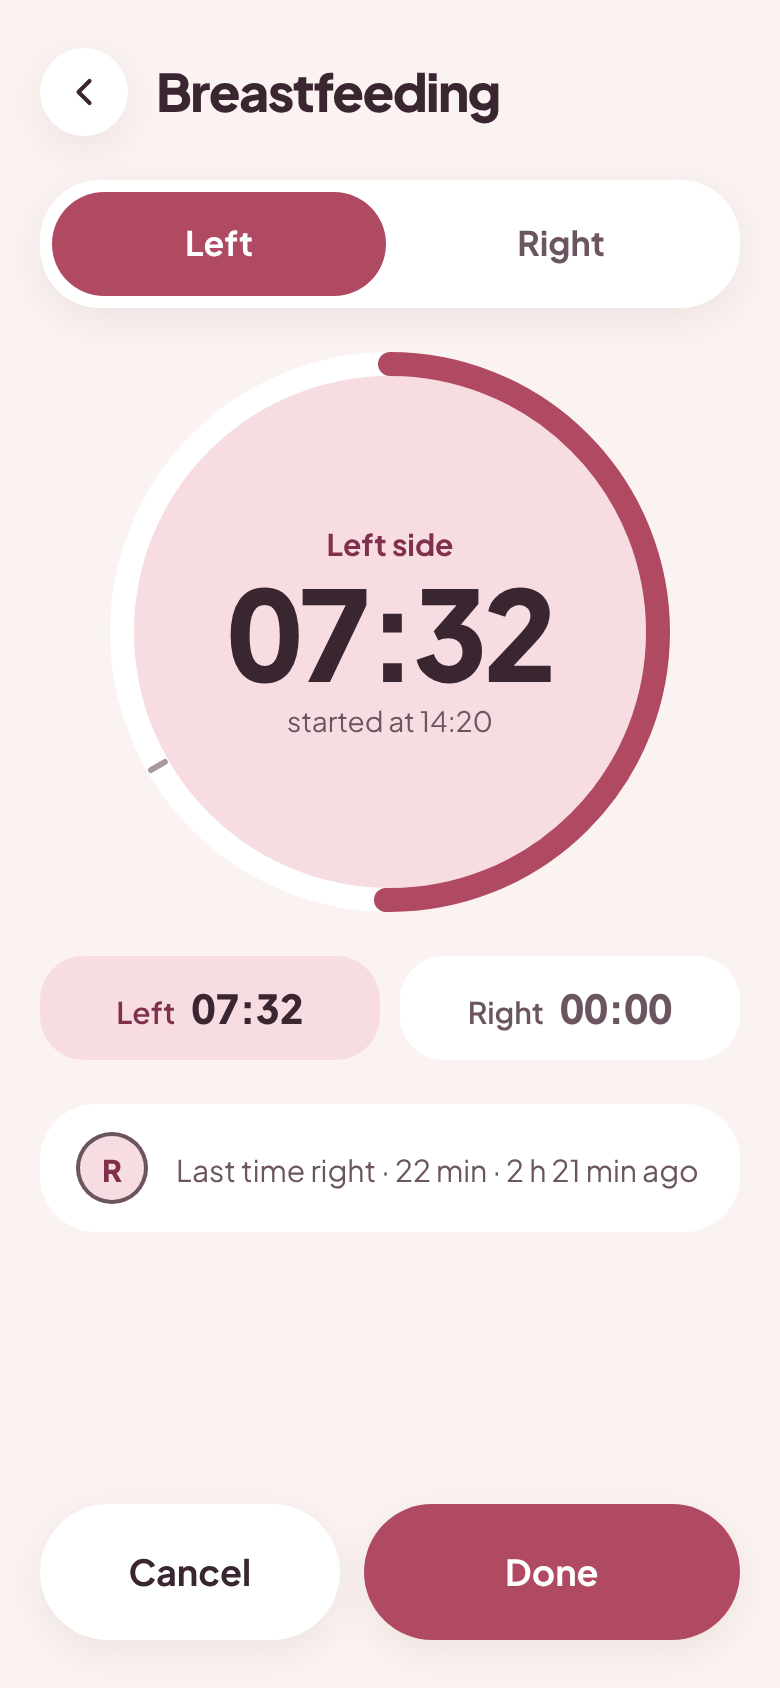 Breastfeeding
Left
Right
Left side
07:32
started at 14:20
Left 07:32
Right 00:00
R
Last time right · 22 min · 2 h 21 min ago
Cancel
Done